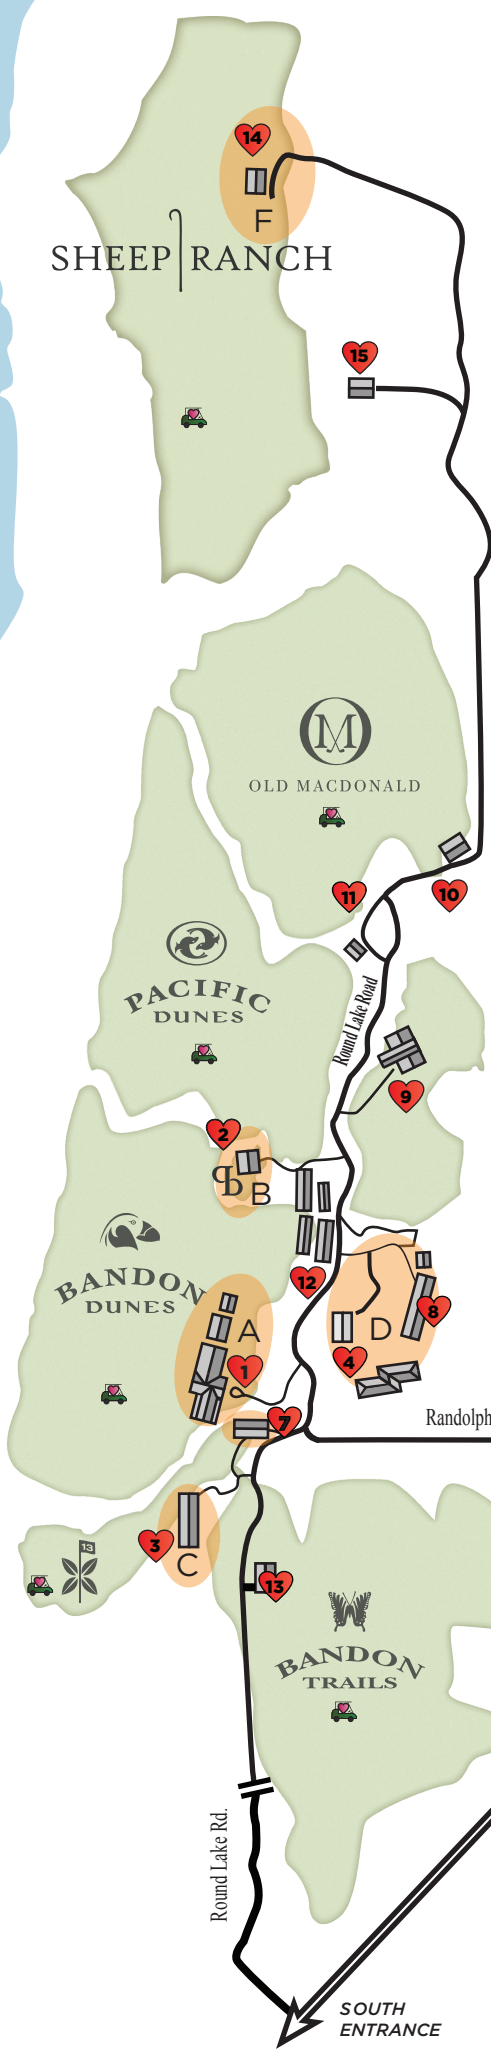 14
F
SHEEP RANCH
15
OM
OLD MACDONALD
11
10
PACIFIC
DUNES
Round Lake Road
9
2
B
BANDON
DUNES
12
A
8
D
4
1
7
Randolph
13
3
C
13
BANDON
TRAILS
Round Lake Rd.
SOUTH
ENTRANCE